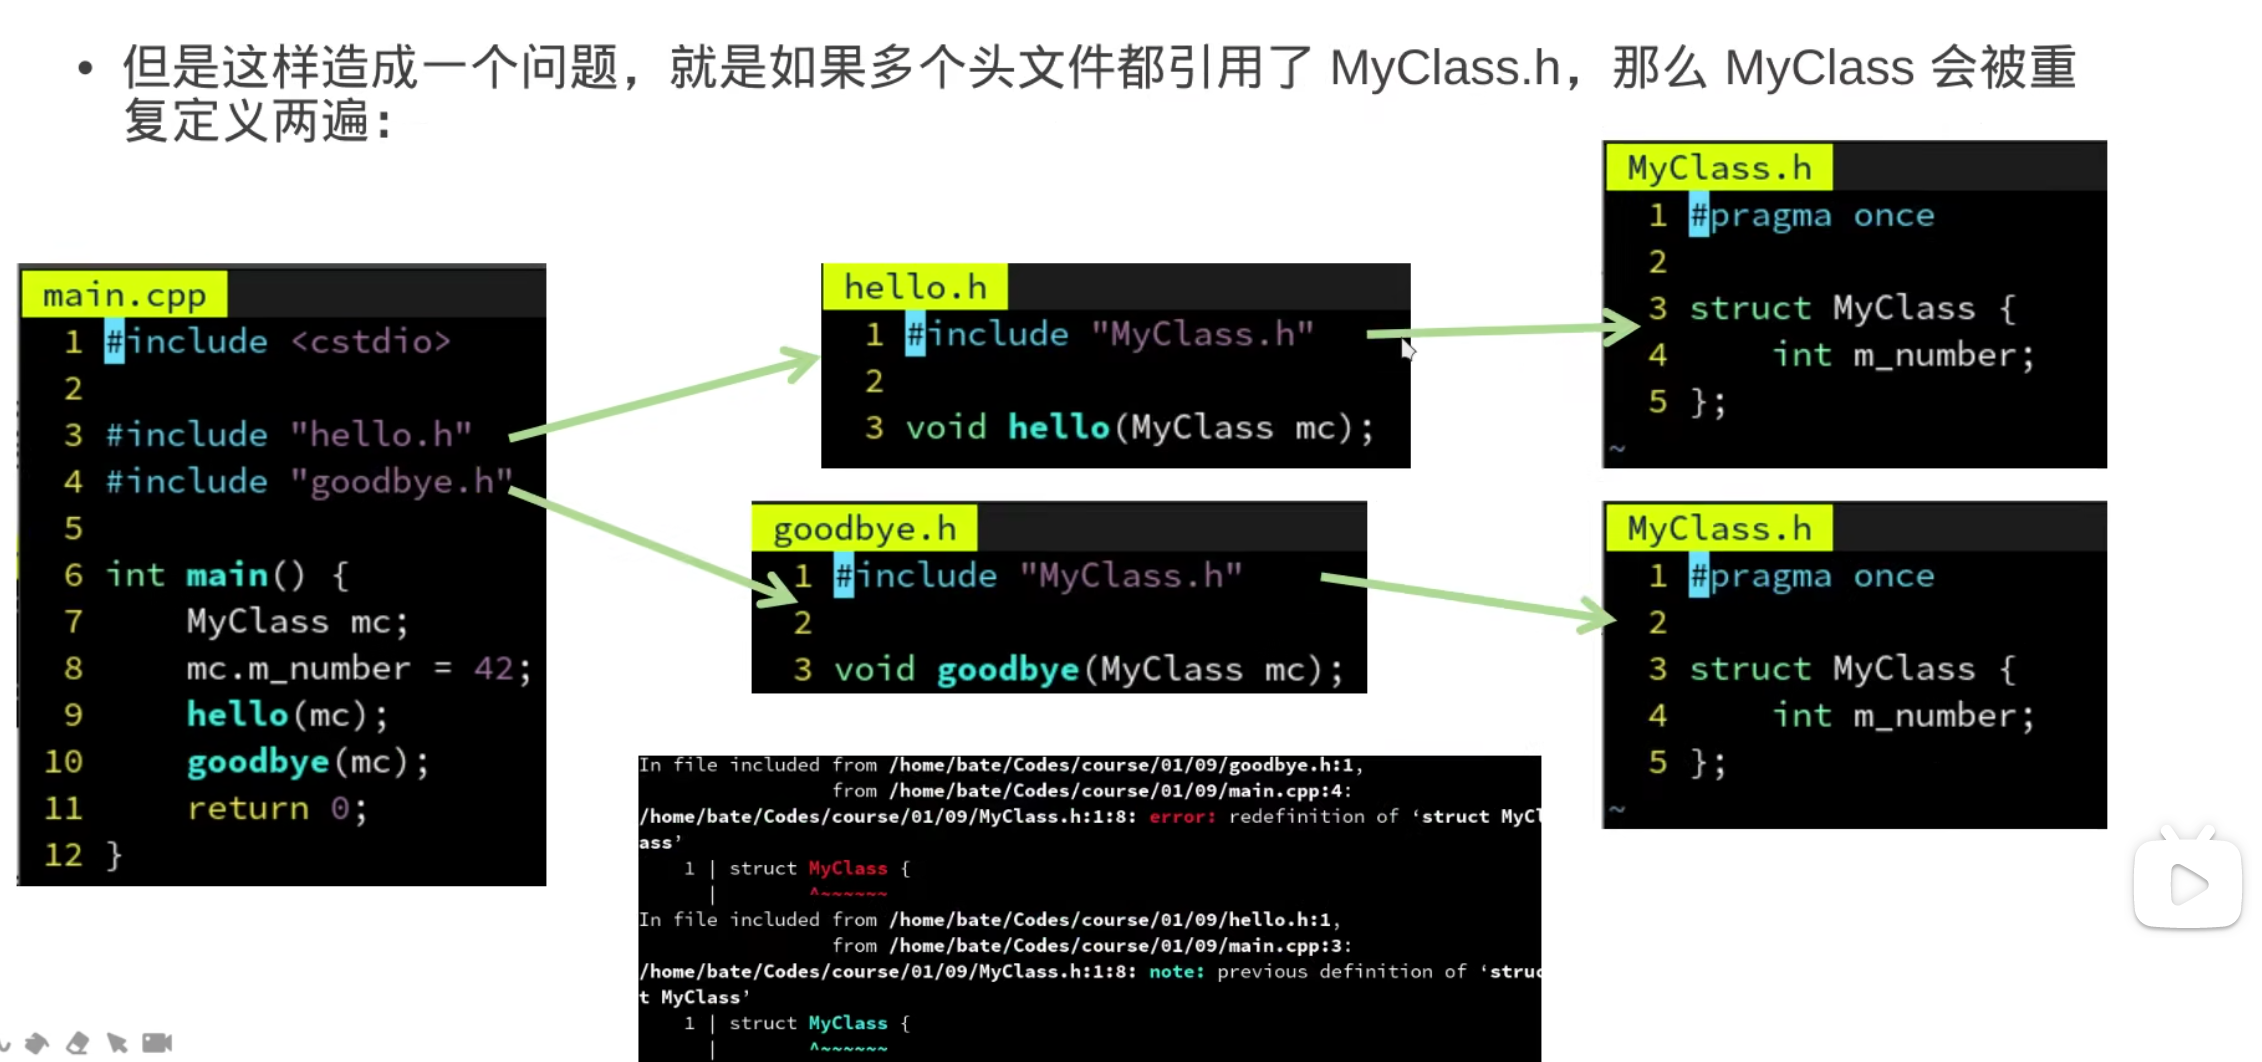 • 但是这样造成一个问题，就是如果多个头文件都引用了 MyClass.h，那么 MyClass 会被重
复定义两遍：
main.cpp
1 #include <cstdio>
2
3 #include "hello.h"
4 #include "goodbye.h"
5
6 int main() {
7     MyClass mc;
8     mc.m_number = 42;
9     hello(mc);
10     goodbye(mc);
11     return 0;
12 }
hello.h
1 #include "MyClass.h"
2
3 void hello(MyClass mc);
MyClass.h
1 #pragma once
2
3 struct MyClass {
4     int m_number;
5 };
~
goodbye.h
1 #include "MyClass.h"
2
3 void goodbye(MyClass mc);
MyClass.h
1 #pragma once
2
3 struct MyClass {
4     int m_number;
5 };
~
In file included from /home/bate/Codes/course/01/09/goodbye.h:1,
from /home/bate/Codes/course/01/09/main.cpp:4:
/home/bate/Codes/course/01/09/MyClass.h:1:8: error: redefinition of ‘struct MyCl
ass’
1 | struct MyClass {
|        ^~~~~~~
In file included from /home/bate/Codes/course/01/09/hello.h:1,
from /home/bate/Codes/course/01/09/main.cpp:3:
/home/bate/Codes/course/01/09/MyClass.h:1:8: note: previous definition of ‘struc
t MyClass’
1 | struct MyClass {
|        ^~~~~~~